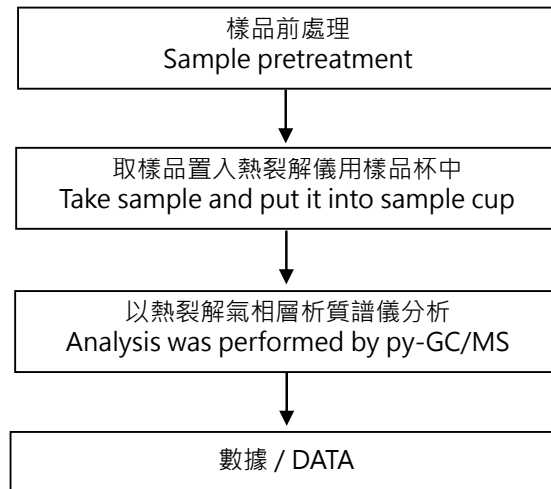 樣品前處理
Sample pretreatment
取樣品置入熱裂解儀用樣品杯中
Take sample and put it into sample cup
以熱裂解氣相層析質譜儀分析
Analysis was performed by py-GC/MS
數據 / DATA